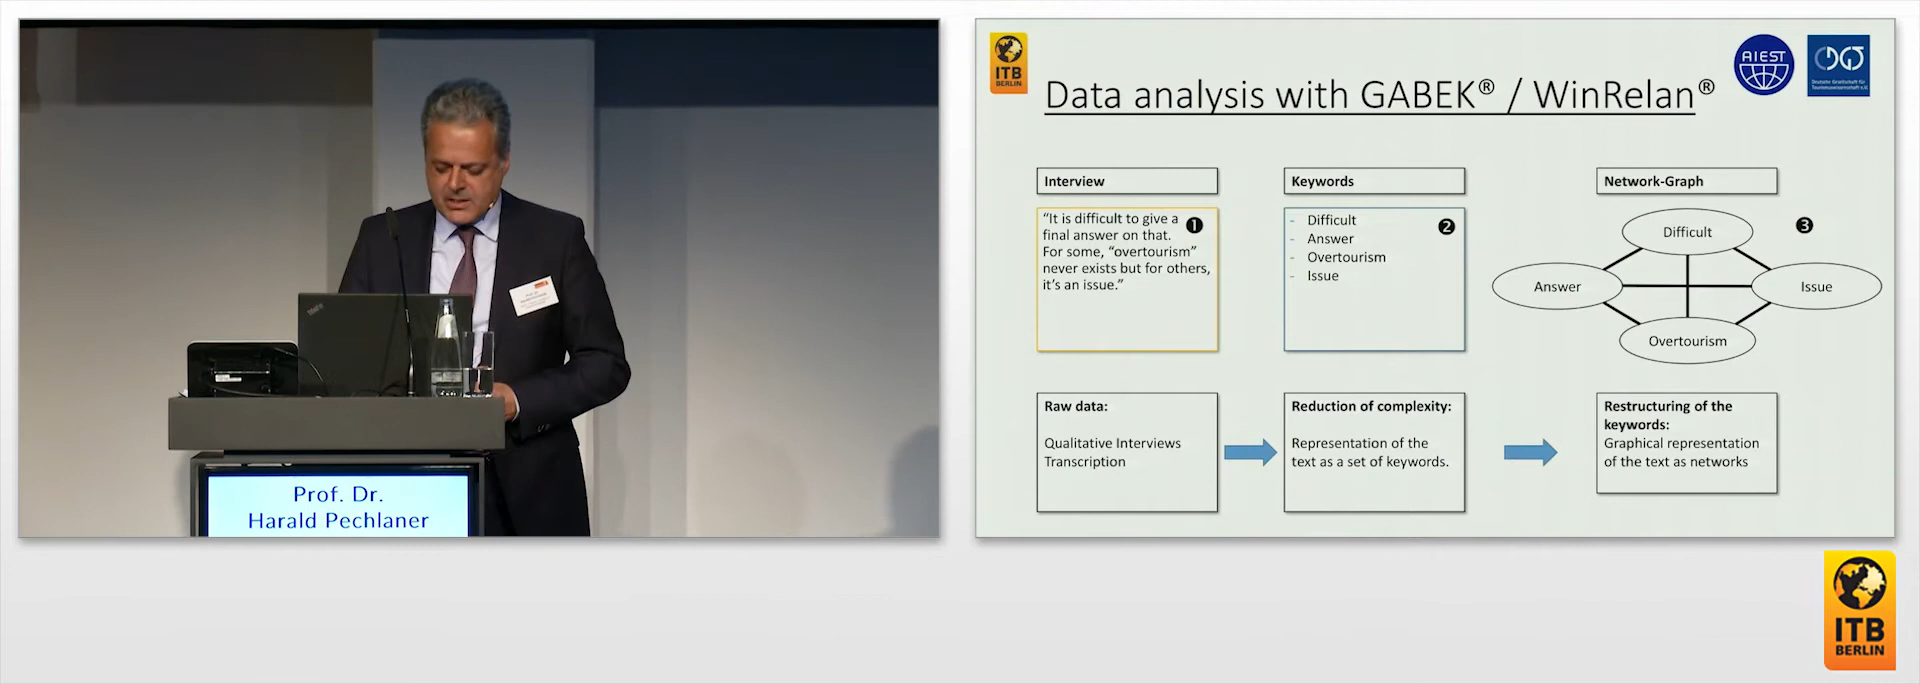 Prof. Dr.
Harald Pechlaner
ITB
BERLIN
AIEST
Deutsche Gesellschaft für
Tourismuswissenschaft e.V.
Data analysis with GABEK® / WinRelan®
Interview
Keywords
Network-Graph
“It is difficult to give a
final answer on that.
For some, “overtourism”
never exists but for others,
it’s an issue.”
1
- Difficult
- Answer
- Overtourism
- Issue
2
3
Difficult
Answer
Issue
Overtourism
Raw data:
Qualitative Interviews
Transcription
Reduction of complexity:
Representation of the
text as a set of keywords.
Restructuring of the
keywords:
Graphical representation
of the text as networks
ITB
BERLIN